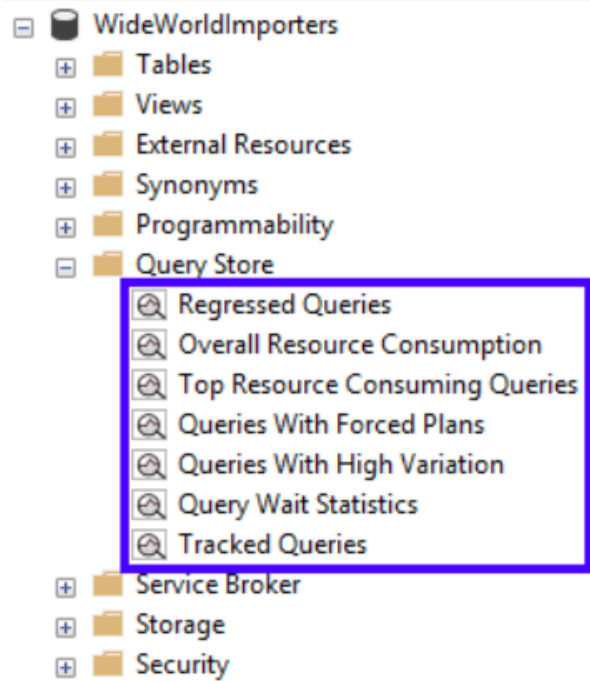 WideWorldImporters
Tables
Views
External Resources
Synonyms
Programmability
Query Store
Regressed Queries
Overall Resource Consumption
Top Resource Consuming Queries
Queries With Forced Plans
Queries With High Variation
Query Wait Statistics
Tracked Queries
Service Broker
Storage
Security